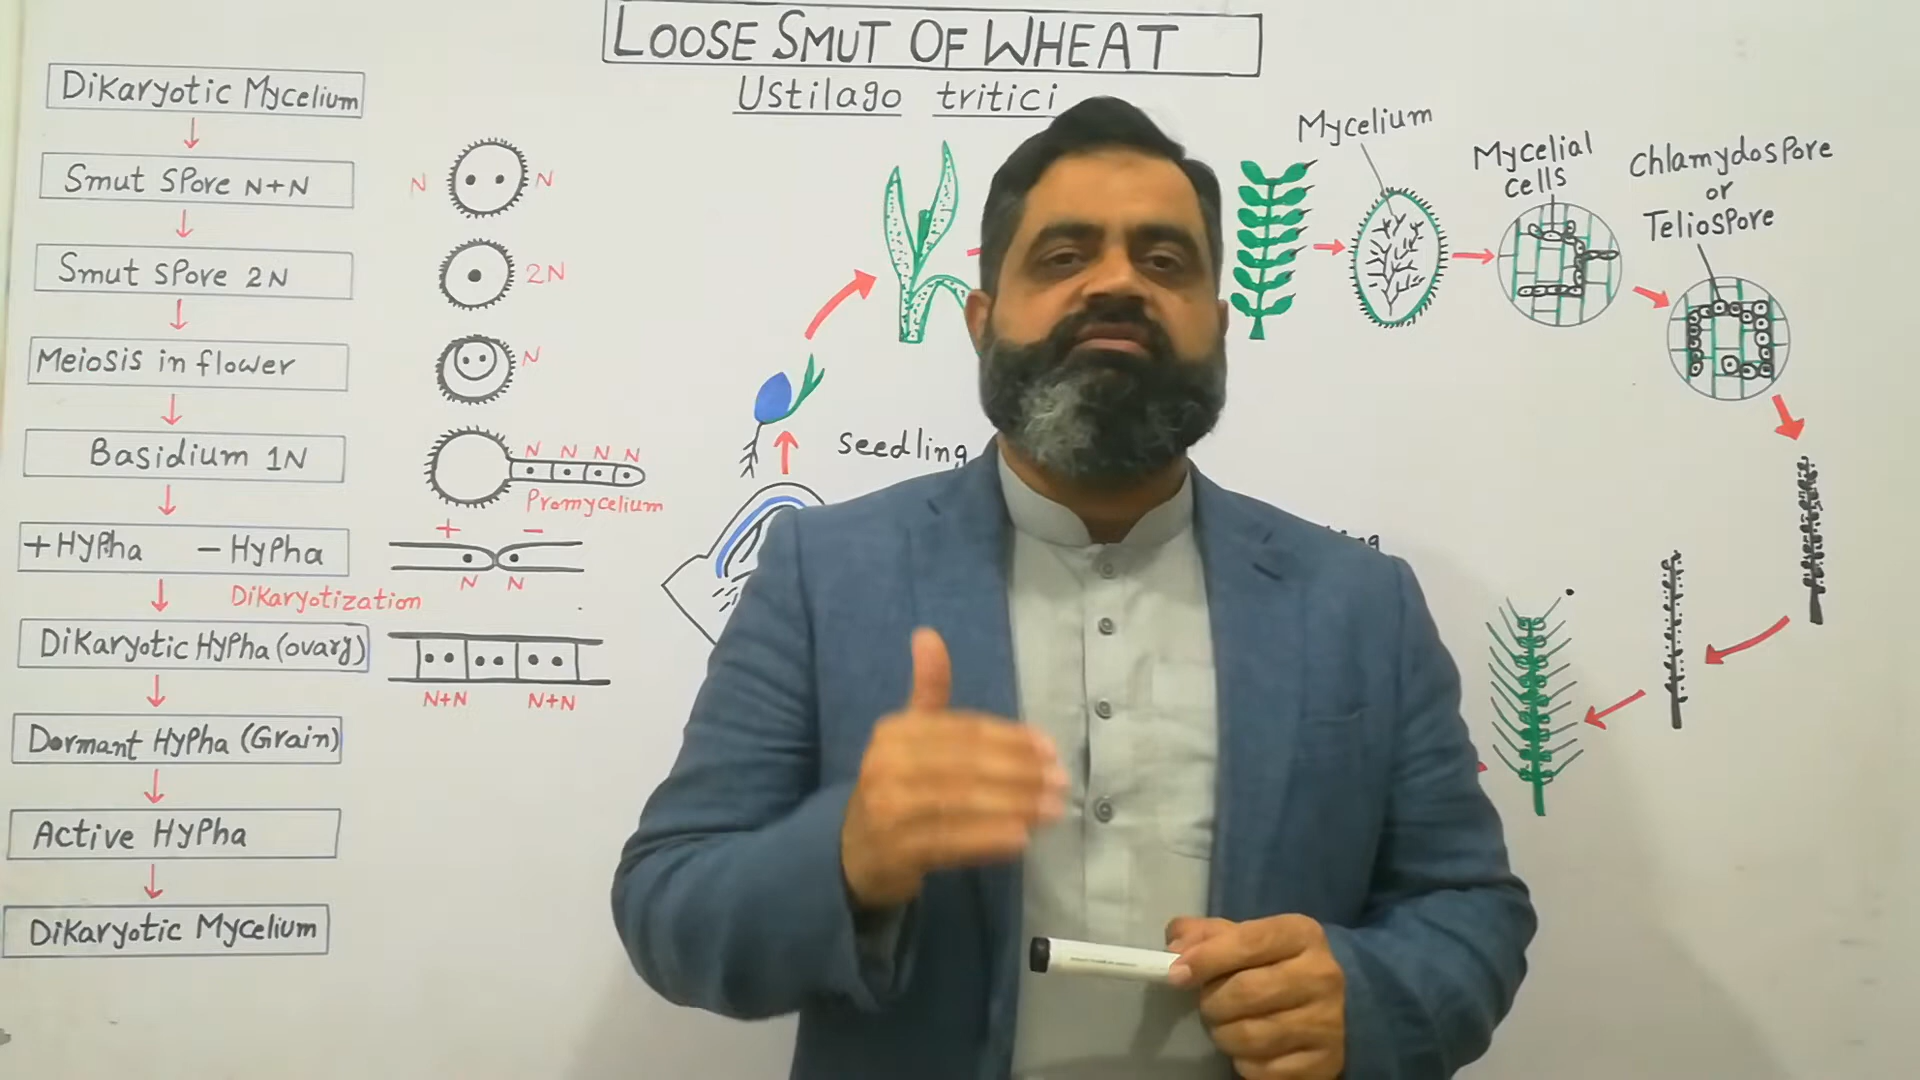 LOOSE SMUT OF WHEAT
Ustilago tritici
Dikaryotic Mycelium
Smut Spore N+N
N N
Smut Spore 2N
2N
Meiosis in flower
N
Basidium 1N
N N N N
Promycelium
+ Hypha - Hypha
+ -
N N
Dikaryotization
Dikaryotic Hypha (ovary)
N+N N+N
Dormant Hypha (Grain)
Active Hypha
Dikaryotic Mycelium
seedling
Mycelium
Mycelial
cells
Chlamydospore
or
Teliospore